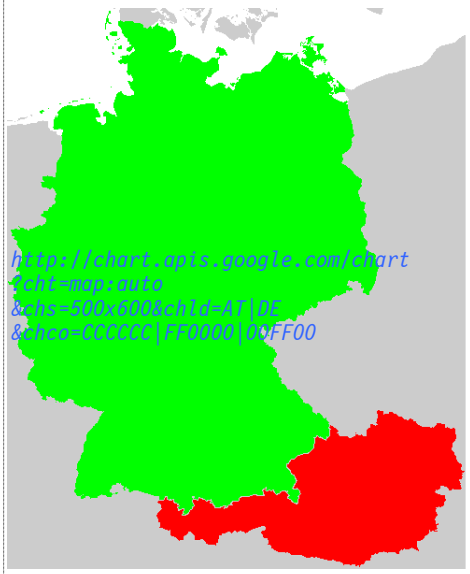 http://chart.apis.google.com/chart
?cht=map:auto
&chs=500x600&chld=AT|DE
&chco=CCCCCC|FF0000|00FF00